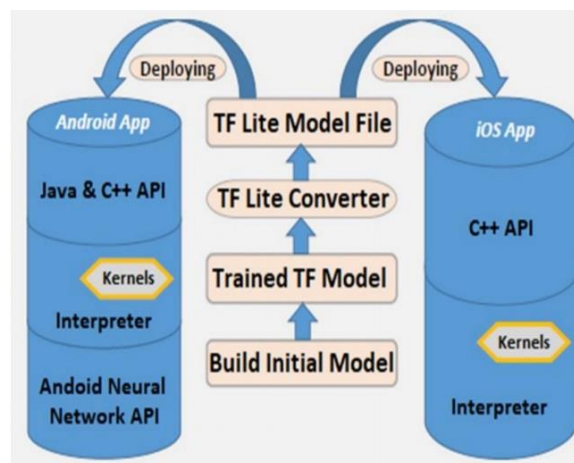 Deploying
Deploying
Android App
TF Lite Model File
iOS App
Java & C++ API
TF Lite Converter
C++ API
Kernels
Trained TF Model
Interpreter
Kernels
Build Initial Model
Andoid Neural
Network API
Interpreter